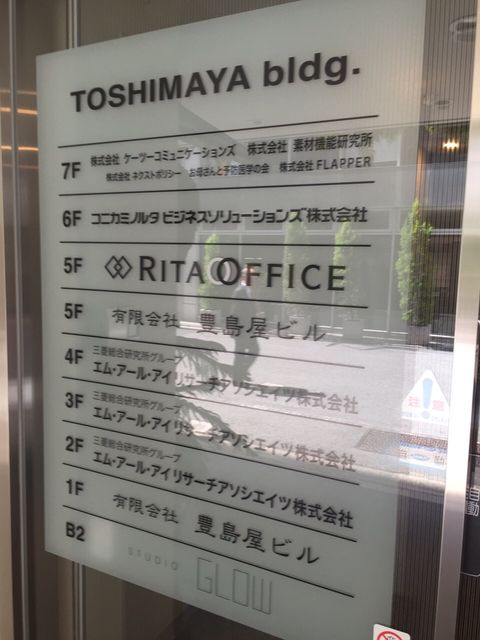 TOSHIMAYA bldg.
7F 株式会社 ケーツーコミュニケーションズ 株式会社 素材機能研究所
株式会社 ネクストポリシー お母さんと予防医学の会 株式会社 FLAPPER
6F コニカミノルタ ビジネスソリューションズ株式会社
5F RITA OFFICE
5F 有限会社 豊島屋ビル
4F 三菱総合研究所グループ
エム・アール・アイ リサーチアソシエイツ株式会社
3F 三菱総合研究所グループ
エム・アール・アイ リサーチアソシエイツ株式会社
2F 三菱総合研究所グループ
エム・アール・アイ リサーチアソシエイツ株式会社
1F 有限会社 豊島屋ビル
B2 STUDIO GLOW
注意
自動